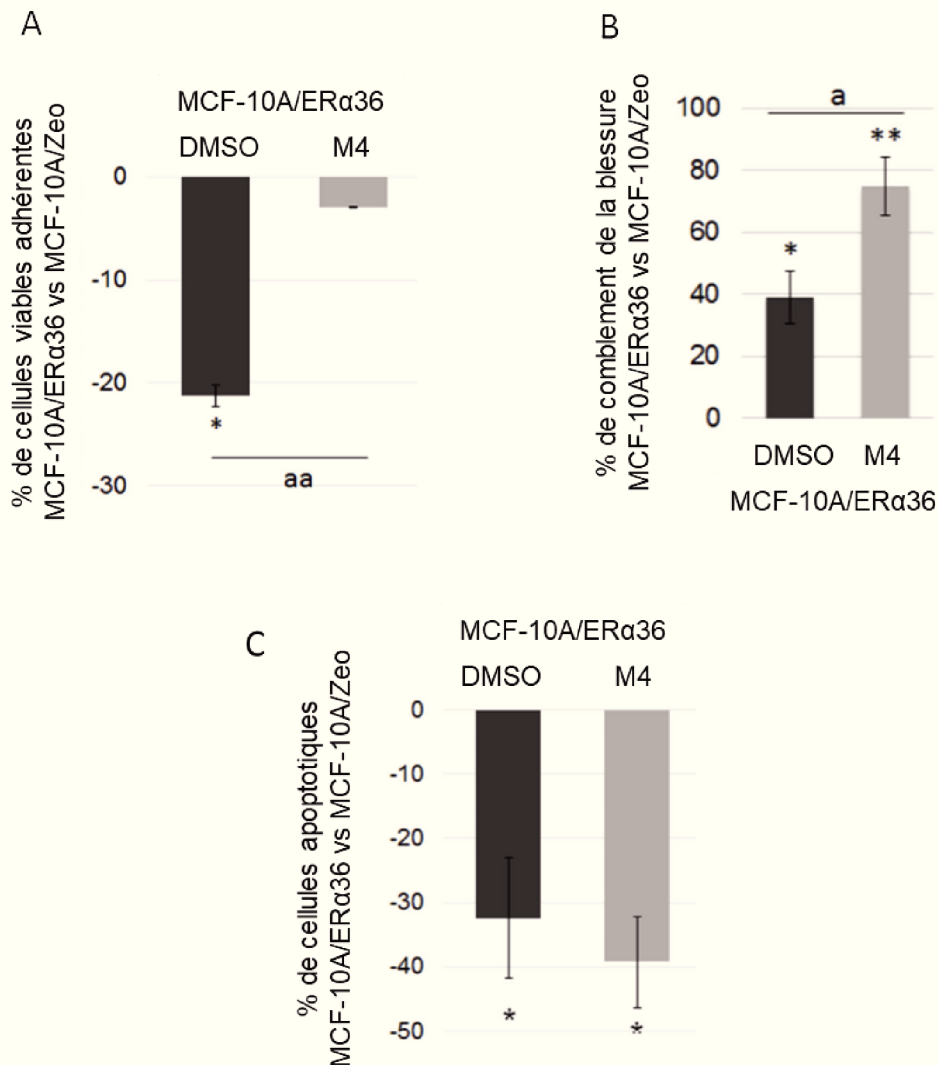 A
% de cellules viables adhérentes
MCF-10A/ERα36 vs MCF-10A/Zeo
MCF-10A/ERα36
DMSO M4
0
-10
-20
-30
*
aa
B
% de comblement de la blessure
MCF-10A/ERα36 vs MCF-10A/Zeo
100
80
60
40
20
0
a
*
**
DMSO M4
MCF-10A/ERα36
C
% de cellules apoptotiques
MCF-10A/ERα36 vs MCF-10A/Zeo
MCF-10A/ERα36
DMSO M4
0
-10
-20
-30
-40
-50
* *